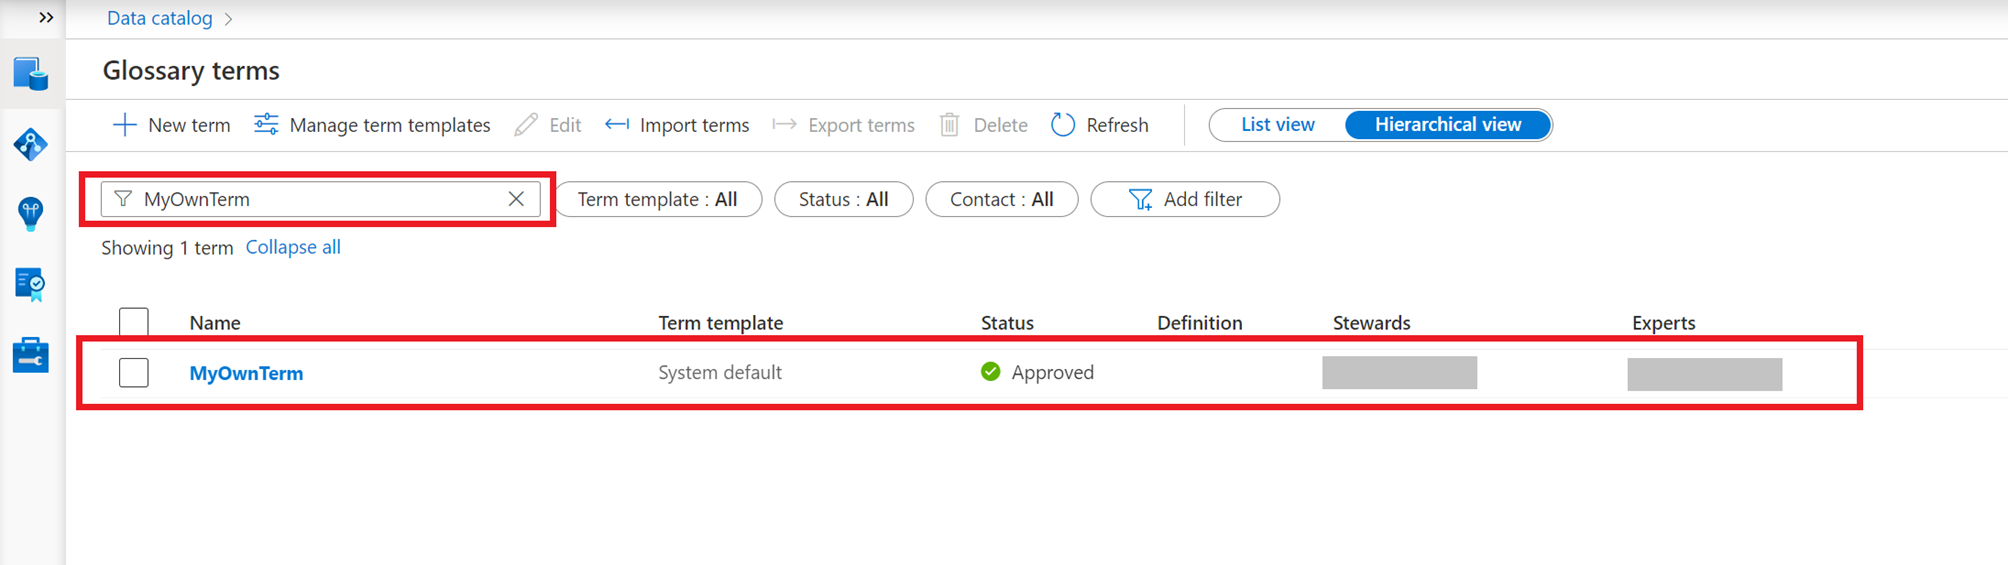 Data catalog
Glossary terms
New term Manage term templates Edit Import terms Export terms Delete Refresh List view Hierarchical view
MyOwnTerm Term template : All Status : All Contact : All Add filter
Showing 1 term Collapse all
Name Term template Status Definition Stewards Experts
MyOwnTerm System default Approved